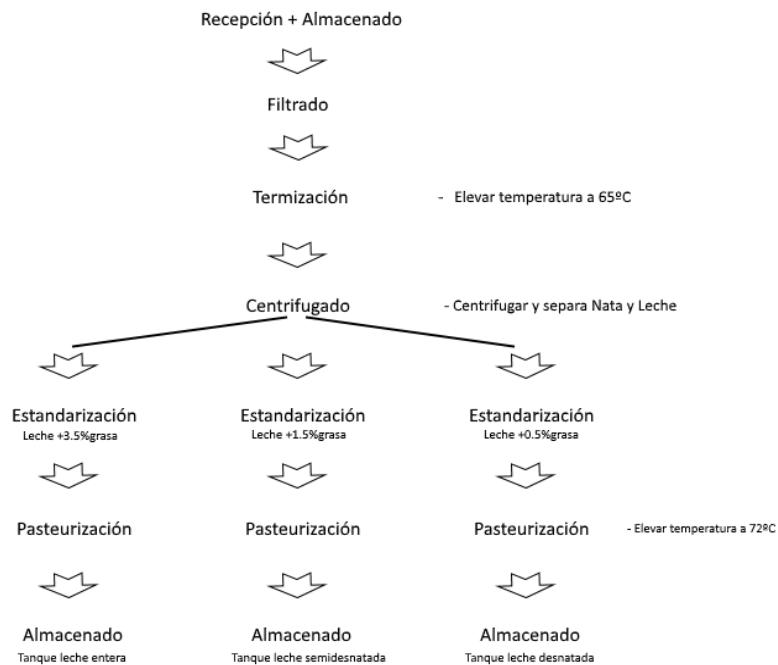 Recepción + Almacenado
Filtrado
Termización
- Elevar temperatura a 65ºC
Centrifugado
- Centrifugar y separa Nata y Leche
Estandarización
Leche +3.5%grasa
Estandarización
Leche +1.5%grasa
Estandarización
Leche +0.5%grasa
Pasteurización
Pasteurización
Pasteurización
- Elevar temperatura a 72ºC
Almacenado
Tanque leche entera
Almacenado
Tanque leche semidesnatada
Almacenado
Tanque leche desnatada